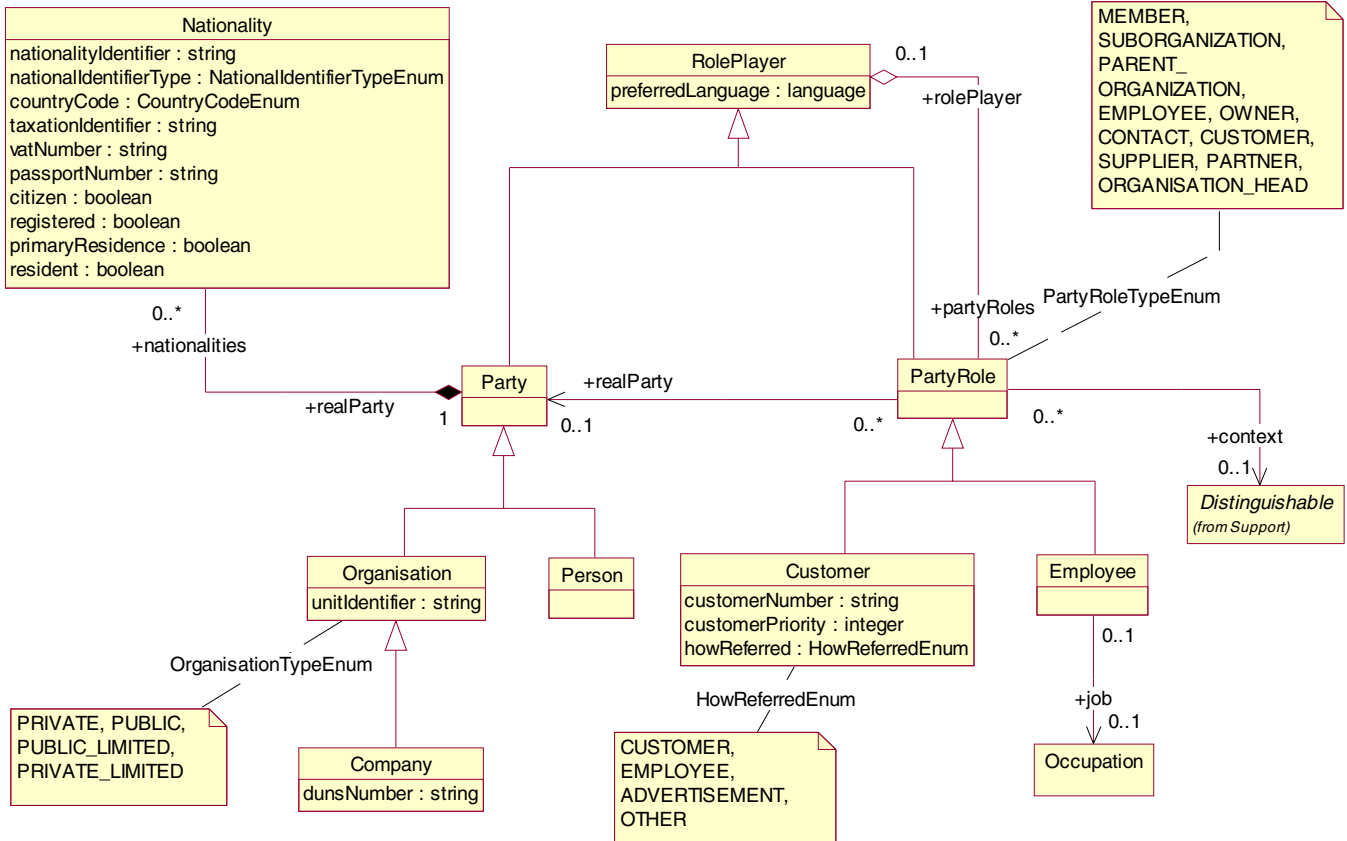 Nationality
nationalityIdentifier : string
nationalIdentifierType : NationalIdentifierTypeEnum
countryCode : CountryCodeEnum
taxationIdentifier : string
vatNumber : string
passportNumber : string
citizen : boolean
registered : boolean
primaryResidence : boolean
resident : boolean
RolePlayer
preferredLanguage : language
0..1
+rolePlayer
MEMBER,
SUBORGANIZATION,
PARENT_
ORGANIZATION,
EMPLOYEE, OWNER,
CONTACT, CUSTOMER,
SUPPLIER, PARTNER,
ORGANISATION_HEAD
PartyRoleTypeEnum
+partyRoles
0..*
0..*
+nationalities
+realParty
1
Party
+realParty
0..1
0..*
PartyRole
0..*
+context
0..1
Distinguishable
(from Support)
Organisation
unitIdentifier : string
Person
Customer
customerNumber : string
customerPriority : integer
howReferred : HowReferredEnum
Employee
0..1
+job
0..1
Occupation
OrganisationTypeEnum
PRIVATE, PUBLIC,
PUBLIC_LIMITED,
PRIVATE_LIMITED
Company
dunsNumber : string
HowReferredEnum
CUSTOMER,
EMPLOYEE,
ADVERTISEMENT,
OTHER